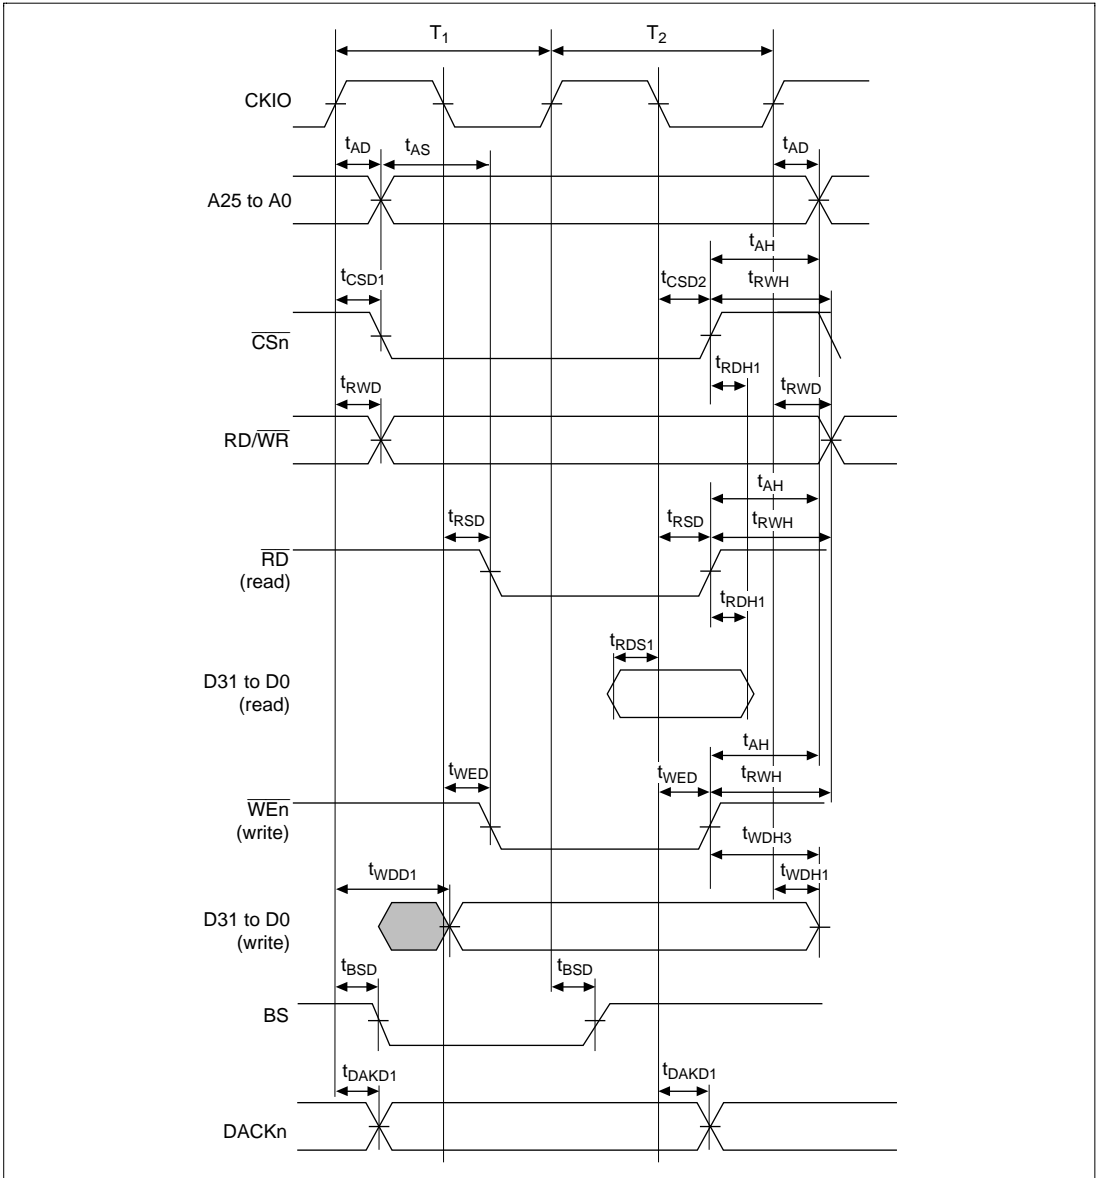 T1 T2
CKIO
tAD tAS tAD
A25 to A0
tAH
tCSD1 tCSD2 tRWH
CSn
tRDH1
tRWD tRWD
RD/WR
tAH
tRSD tRSD tRWH
RD
(read)
tRDH1
tRDS1
D31 to D0
(read)
tAH
tWED tWED tRWH
WEn
(write)
tWDH3
tWDD1 tWDH1
D31 to D0
(write)
tBSD tBSD
BS
tDAKD1 tDAKD1
DACKn